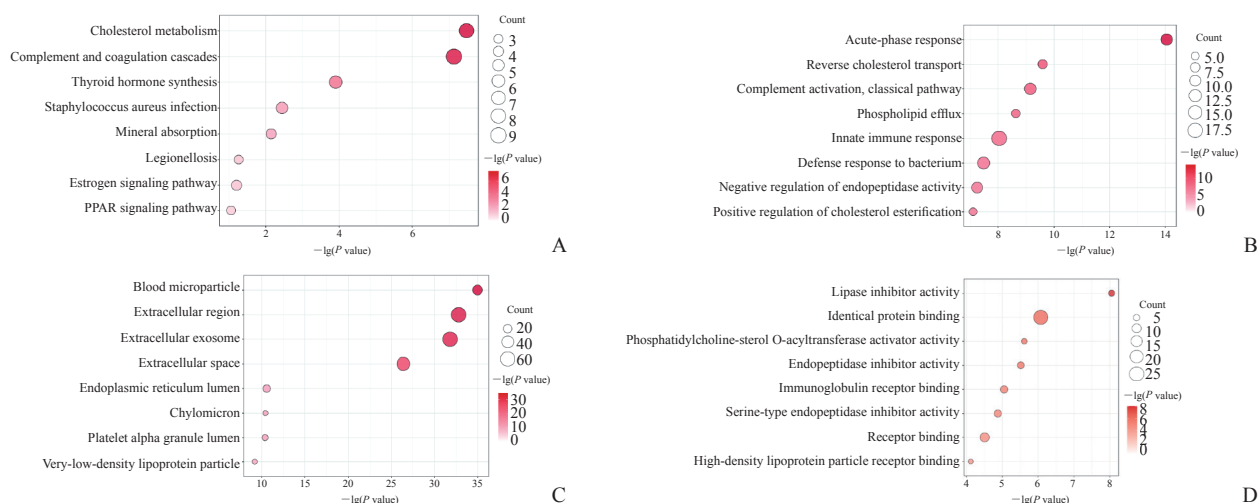 Cholesterol metabolism
Complement and coagulation cascades
Thyroid hormone synthesis
Staphylococcus aureus infection
Mineral absorption
Legionellosis
Estrogen signaling pathway
PPAR signaling pathway
2
4
6
−lg(P value)
Count
3
4
5
6
7
8
9
−lg(P value)
6
4
2
0
A
Acute-phase response
Reverse cholesterol transport
Complement activation, classical pathway
Phospholipid efflux
Innate immune response
Defense response to bacterium
Negative regulation of endopeptidase activity
Positive regulation of cholesterol esterification
8
10
12
14
−lg(P value)
Count
5.0
7.5
10.0
12.5
15.0
17.5
−lg(P value)
10
5
0
B
Blood microparticle
Extracellular region
Extracellular exosome
Extracellular space
Endoplasmic reticulum lumen
Chylomicron
Platelet alpha granule lumen
Very-low-density lipoprotein particle
10
15
20
25
30
35
−lg(P value)
Count
20
40
60
−lg(P value)
30
20
10
0
C
Lipase inhibitor activity
Identical protein binding
Phosphatidylcholine-sterol O-acyltransferase activator activity
Endopeptidase inhibitor activity
Immunoglobulin receptor binding
Serine-type endopeptidase inhibitor activity
Receptor binding
High-density lipoprotein particle receptor binding
4
5
6
7
8
−lg(P value)
Count
5
10
15
20
25
−lg(P value)
8
6
4
2
0
D